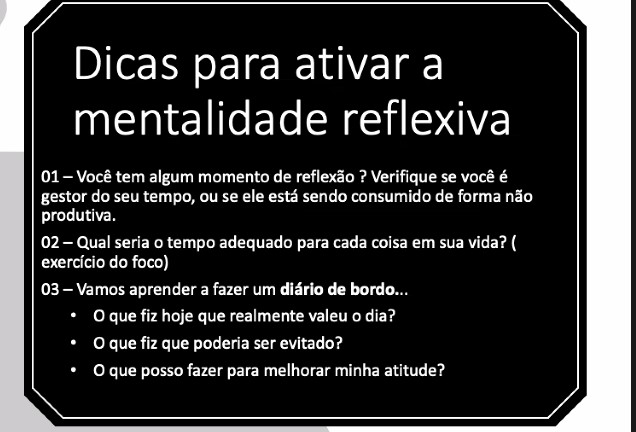 Dicas para ativar a
mentalidade reflexiva
01 – Você tem algum momento de reflexão ? Verifique se você é
gestor do seu tempo, ou se ele está sendo consumido de forma não
produtiva.
02 – Qual seria o tempo adequado para cada coisa em sua vida? (
exercício do foco)
03 – Vamos aprender a fazer um diário de bordo...
• O que fiz hoje que realmente valeu o dia?
• O que fiz que poderia ser evitado?
• O que posso fazer para melhorar minha atitude?